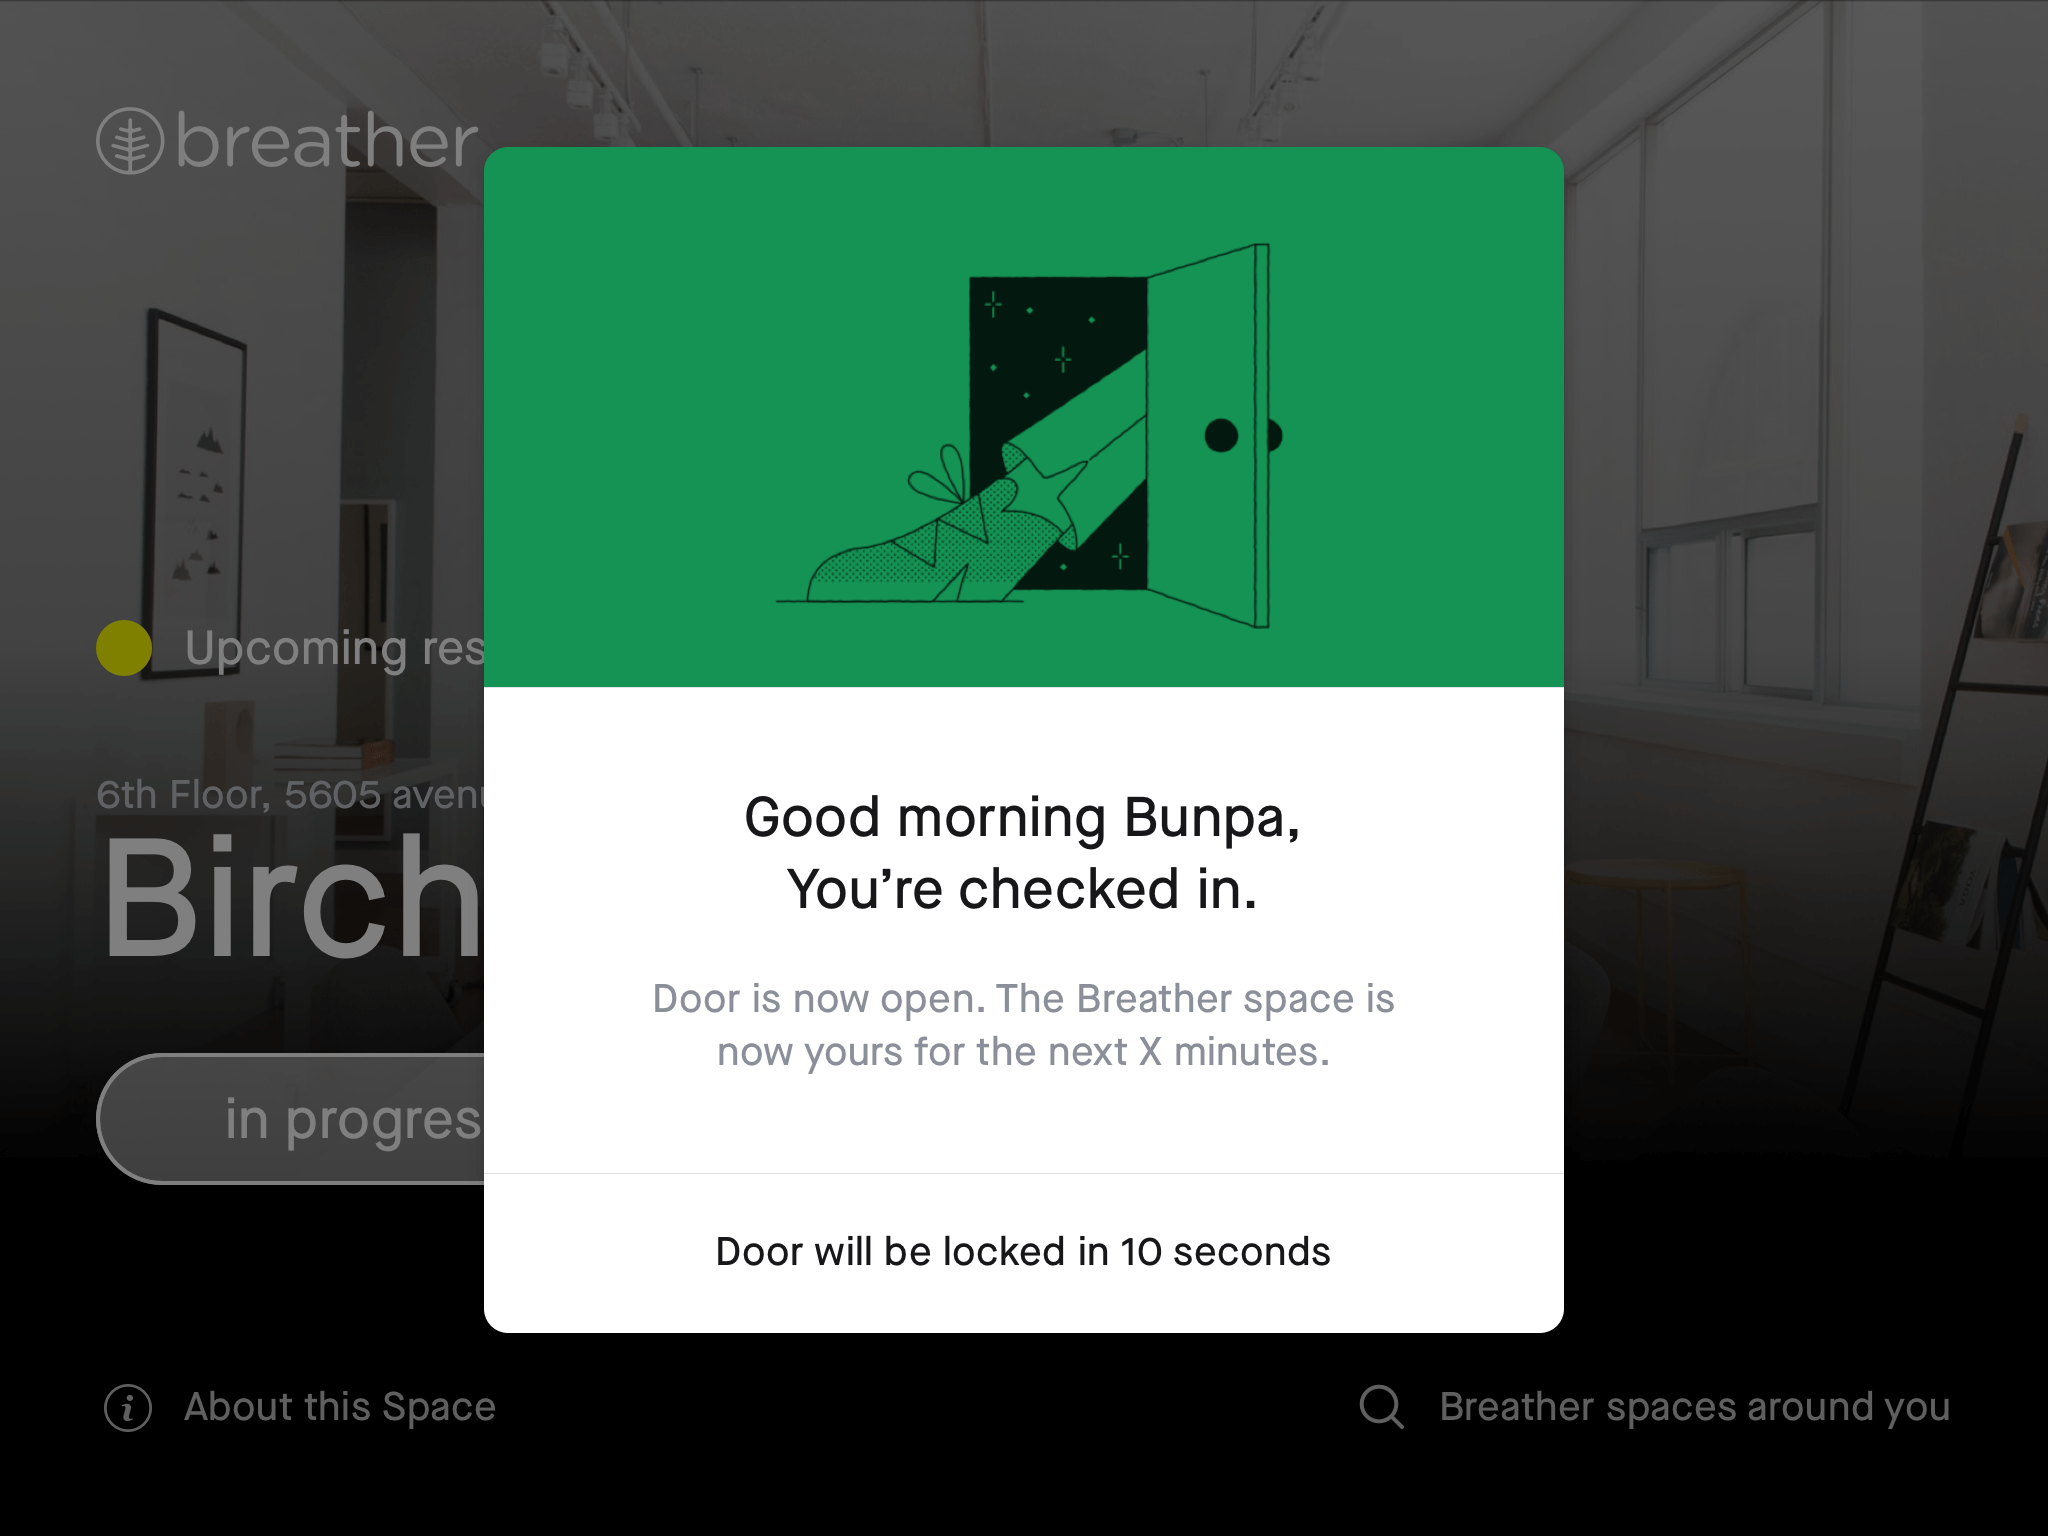 breather
Upcoming res
6th Floor, 5605 avenu
Birch
in progres
Good morning Bunpa,
You’re checked in.
Door is now open. The Breather space is
now yours for the next X minutes.
Door will be locked in 10 seconds
About this Space
Breather spaces around you